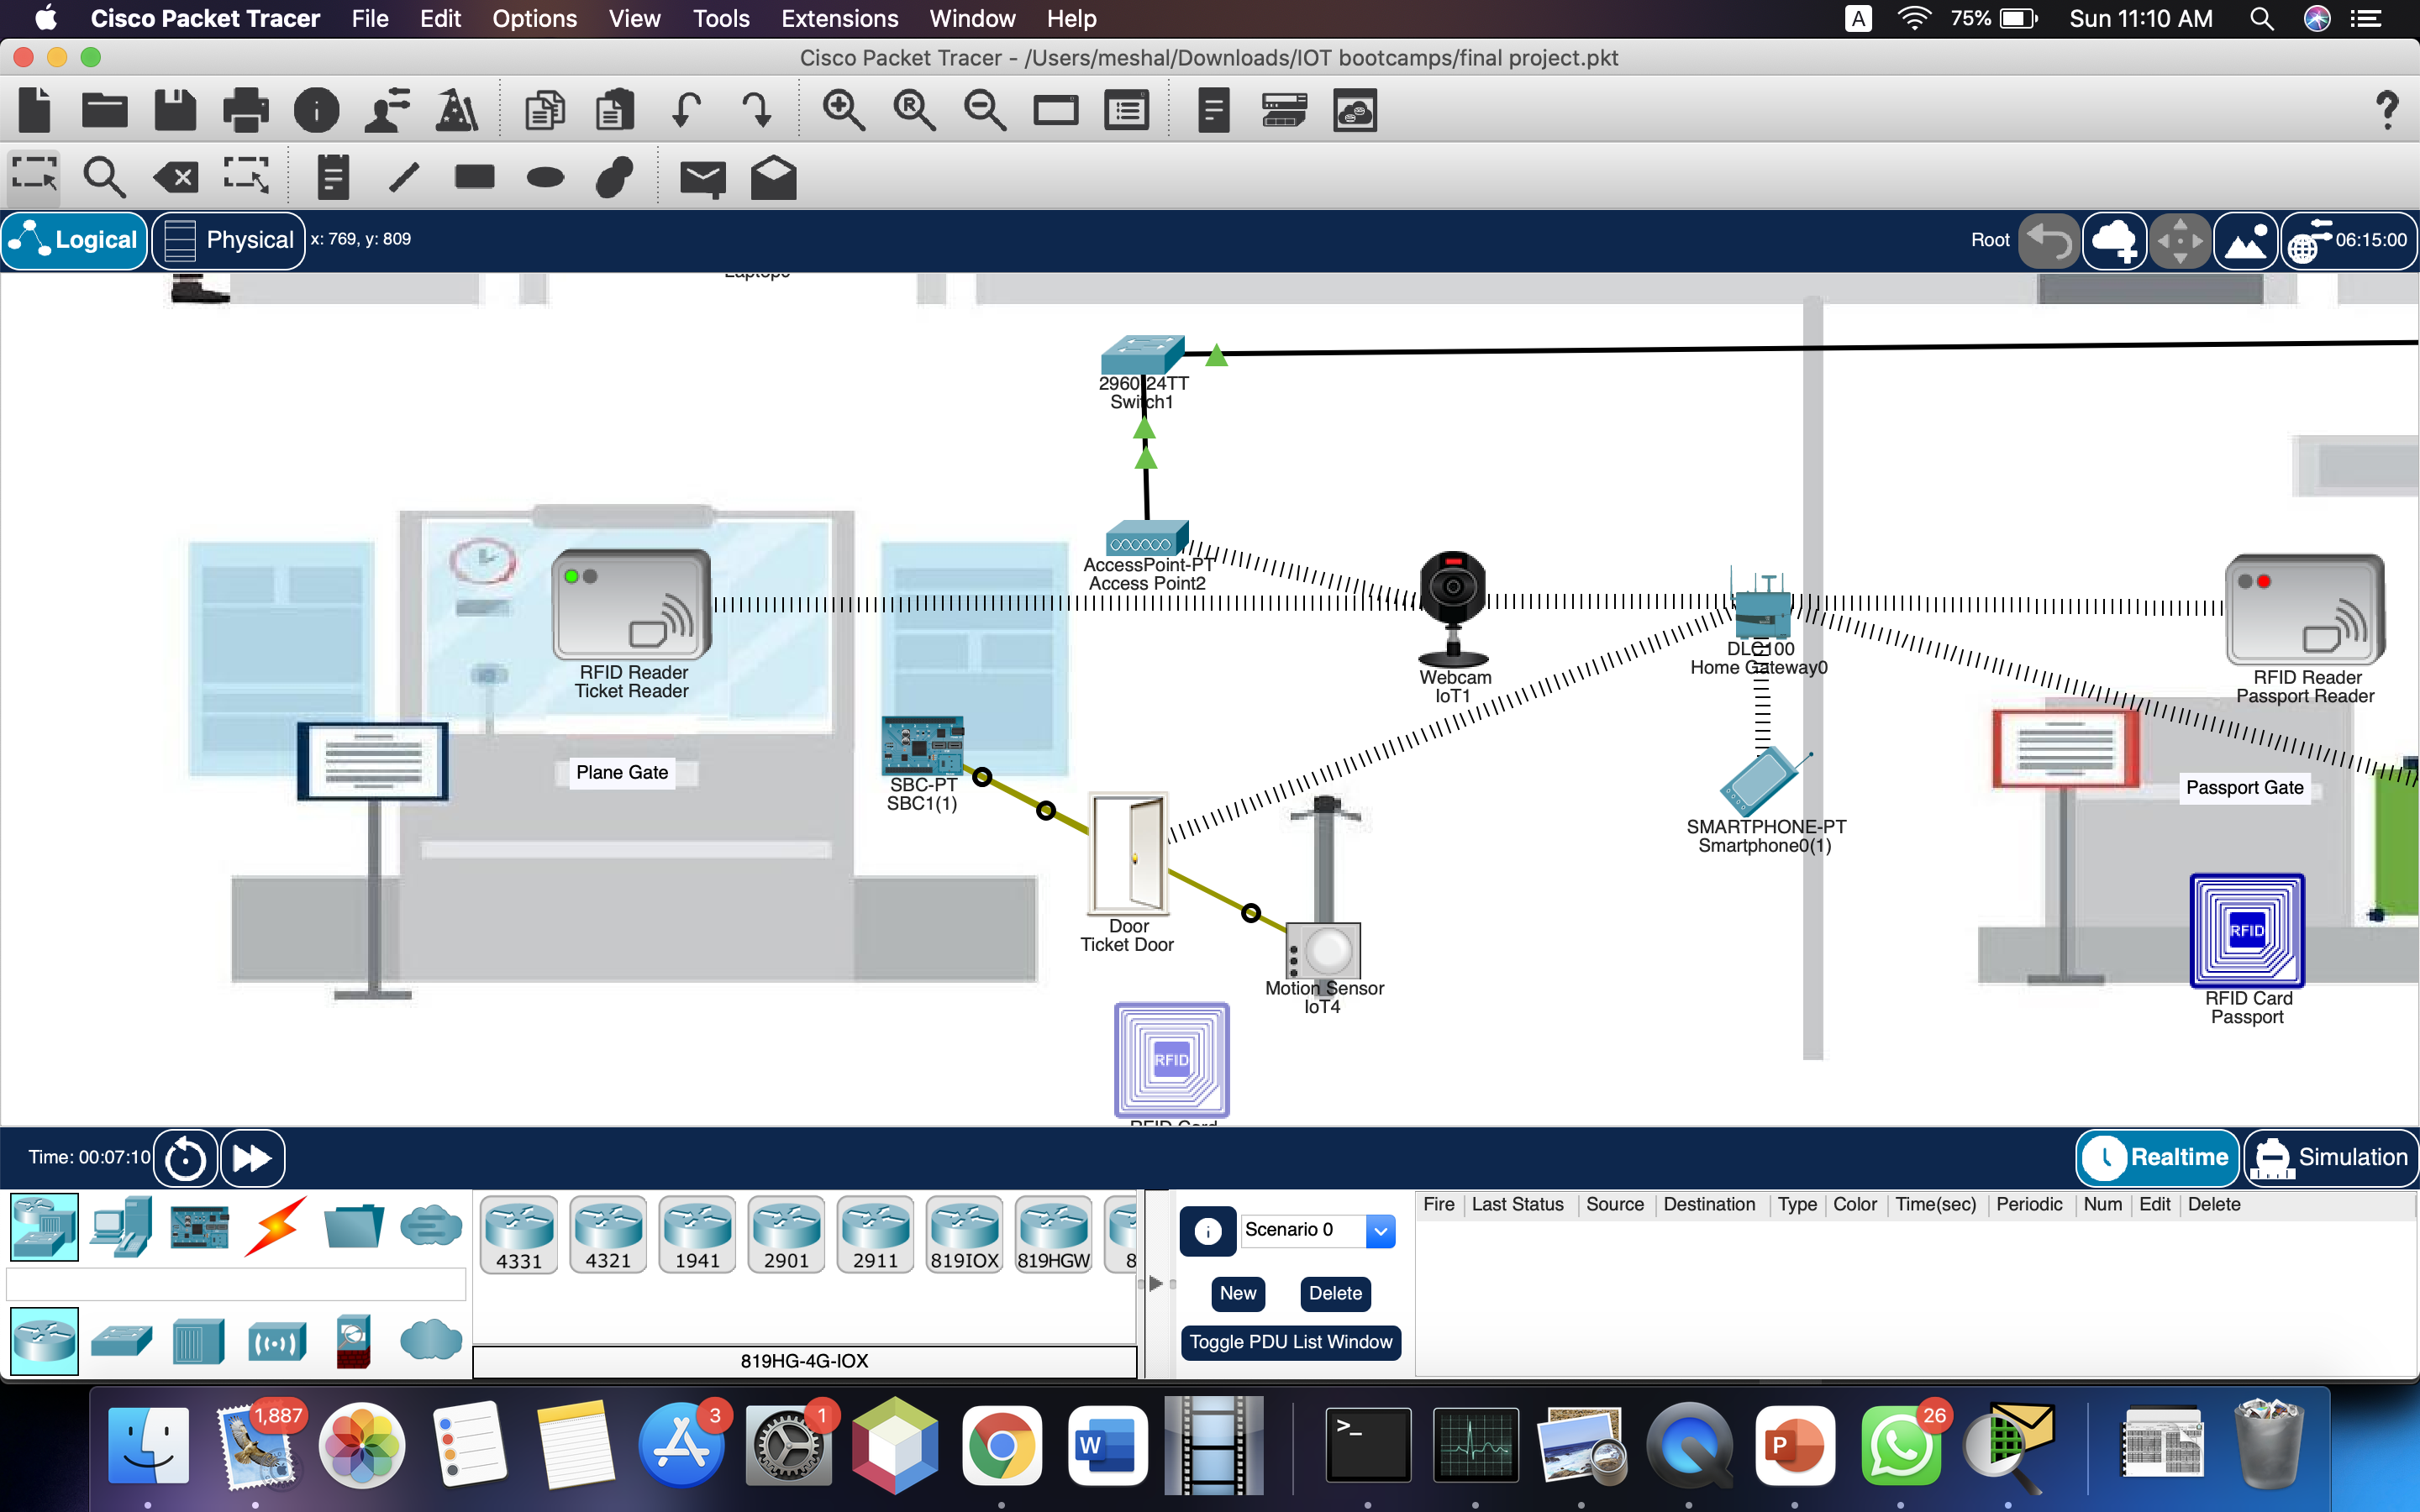 Cisco Packet Tracer File Edit Options View Tools Extensions Window Help A 75% Sun 11:10 AM
Cisco Packet Tracer - /Users/meshal/Downloads/IOT bootcamps/final project.pkt
Logical Physical x: 769, y: 809 Root 06:15:00
2960 24TT
Switch1
AccessPoint-PT
Access Point2
RFID Reader
Ticket Reader
Webcam
IoT1
DLC100
Home Gateway0
RFID Reader
Passport Reader
Plane Gate
SBC-PT
SBC1(1)
Passport Gate
SMARTPHONE-PT
Smartphone0(1)
Door
Ticket Door
RFID
Motion Sensor
IoT4
RFID Card
Passport
RFID
Time: 00:07:10 Realtime Simulation
Fire Last Status Source Destination Type Color Time(sec) Periodic Num Edit Delete
Scenario 0
4331 4321 1941 2901 2911 819IOX 819HGW 8
New Delete
Toggle PDU List Window
819HG-4G-IOX
1,887 3 1 W >_ P 26